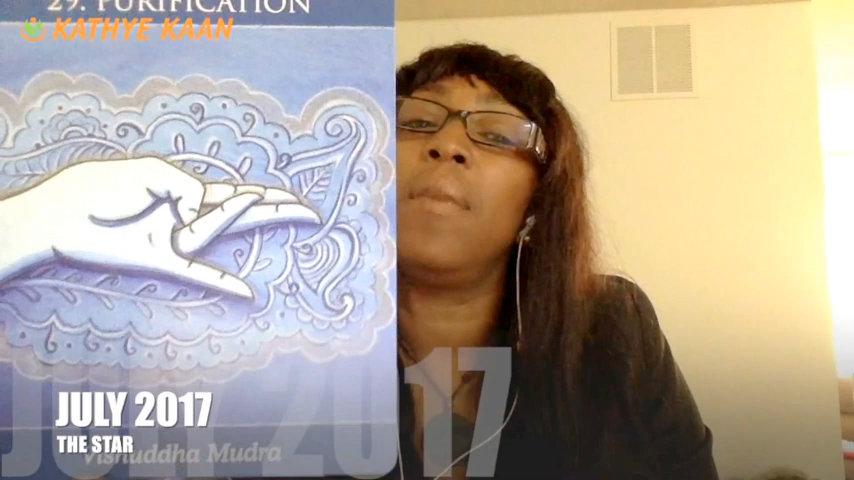 29. PURIFICATION
KATHYE KAAN
JULY 2017
THE STAR
Vishuddha Mudra